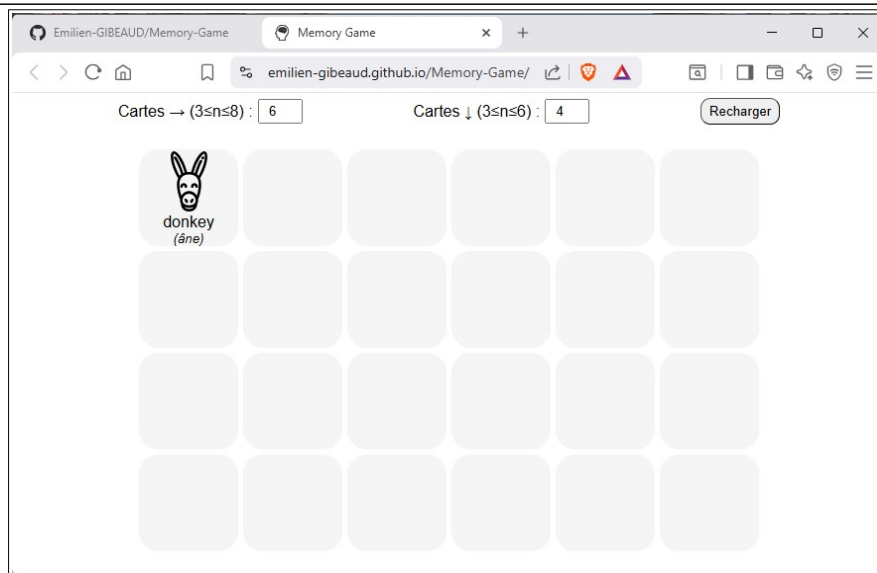 Emilien-GIBEAUD/Memory-Game Memory Game
emilien-gibeaud.github.io/Memory-Game/
Cartes → (3≤n≤8) : 6 Cartes ↓ (3≤n≤6) : 4 Recharger
donkey
(âne)